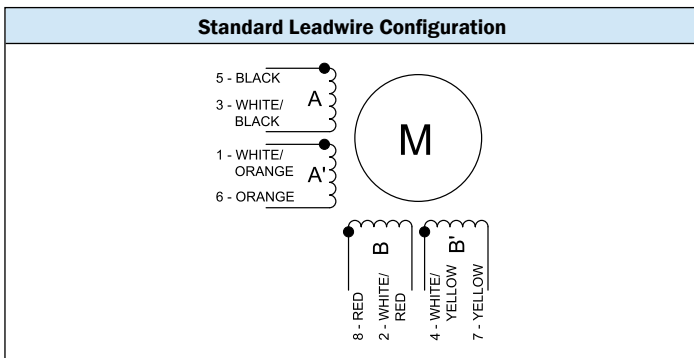 Standard Leadwire Configuration
5 - BLACK
3 - WHITE/
BLACK
A
1 - WHITE/
ORANGE
A'
6 - ORANGE
M
B
B'
8 - RED
2 - WHITE/
RED
4 - WHITE/
YELLOW
7 - YELLOW